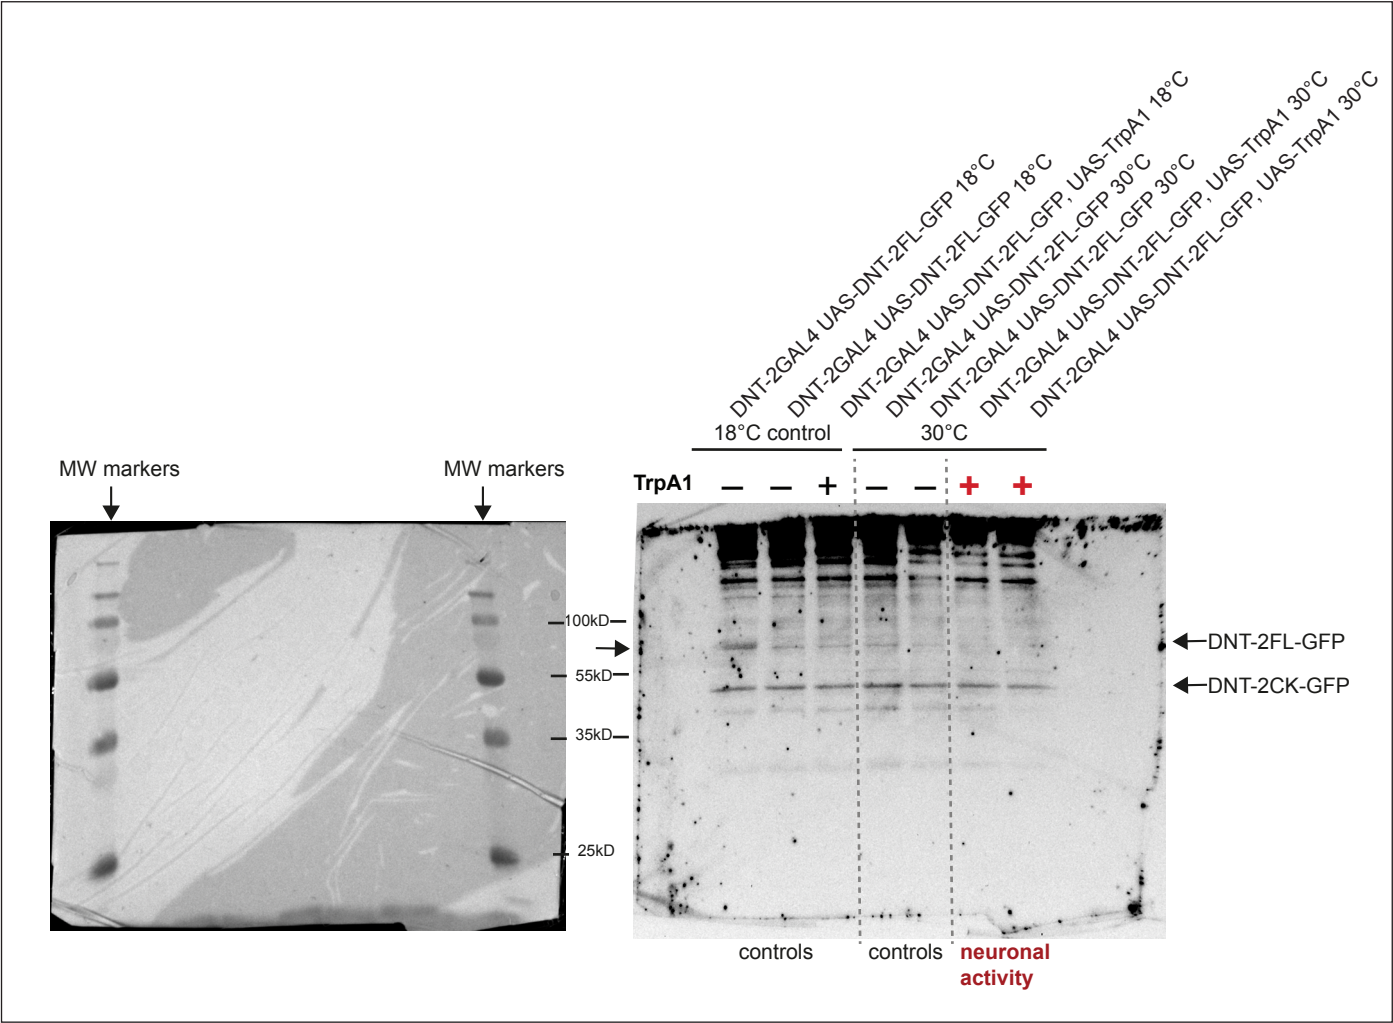 DNT-2GAL4 UAS-DNT-2FL-GFP 18°C
DNT-2GAL4 UAS-DNT-2FL-GFP 18°C
DNT-2GAL4 UAS-DNT-2FL-GFP, UAS-TrpA1 18°C
DNT-2GAL4 UAS-DNT-2FL-GFP 30°C
DNT-2GAL4 UAS-DNT-2FL-GFP 30°C
DNT-2GAL4 UAS-DNT-2FL-GFP, UAS-TrpA1 30°C
DNT-2GAL4 UAS-DNT-2FL-GFP, UAS-TrpA1 30°C
18°C control 30°C
MW markers MW markers
TrpA1 – – + – – + +
100kD
55kD
35kD
25kD
DNT-2FL-GFP
DNT-2CK-GFP
controls controls neuronal
activity